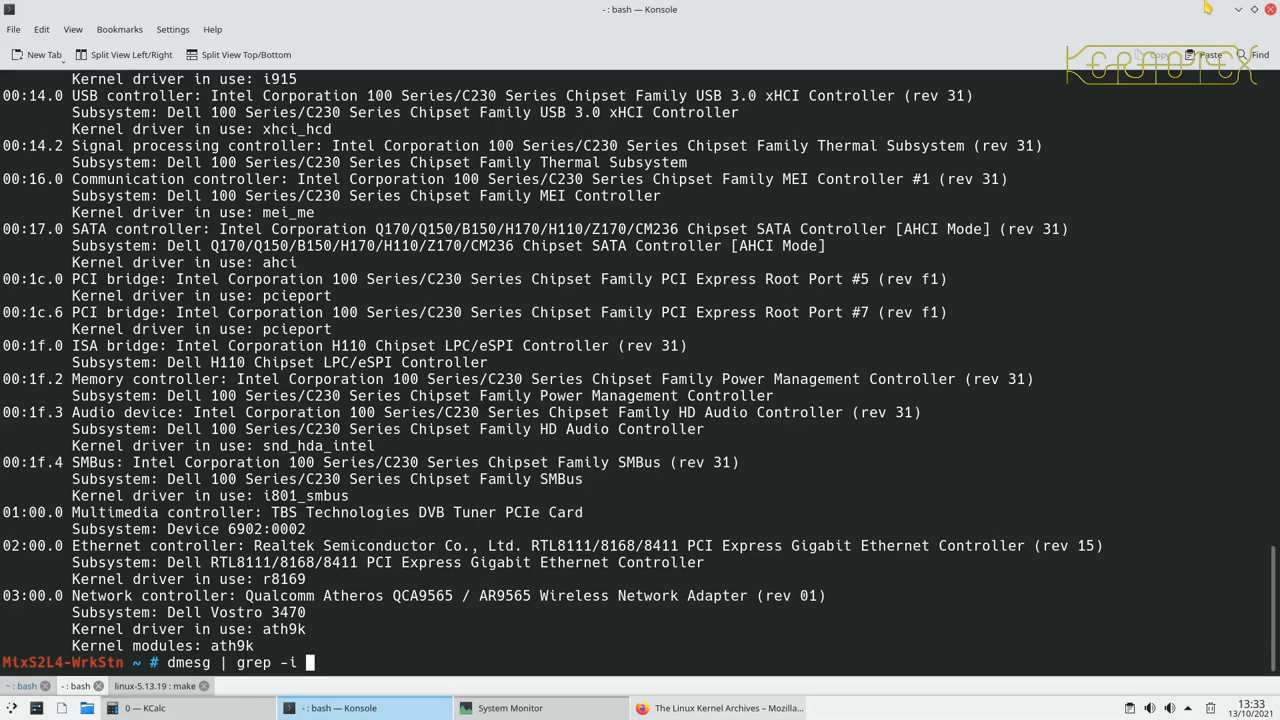 - : bash — Konsole
File Edit View Bookmarks Settings Help
New Tab Split View Left/Right Split View Top/Bottom Copy Paste Find
Kernel driver in use: i915
00:14.0 USB controller: Intel Corporation 100 Series/C230 Series Chipset Family USB 3.0 xHCI Controller (rev 31)
Subsystem: Dell 100 Series/C230 Series Chipset Family USB 3.0 xHCI Controller
Kernel driver in use: xhci_hcd
00:14.2 Signal processing controller: Intel Corporation 100 Series/C230 Series Chipset Family Thermal Subsystem (rev 31)
Subsystem: Dell 100 Series/C230 Series Chipset Family Thermal Subsystem
00:16.0 Communication controller: Intel Corporation 100 Series/C230 Series Chipset Family MEI Controller #1 (rev 31)
Subsystem: Dell 100 Series/C230 Series Chipset Family MEI Controller
Kernel driver in use: mei_me
00:17.0 SATA controller: Intel Corporation Q170/Q150/B150/H170/H110/Z170/CM236 Chipset SATA Controller [AHCI Mode] (rev 31)
Subsystem: Dell Q170/Q150/B150/H170/H110/Z170/CM236 Chipset SATA Controller [AHCI Mode]
Kernel driver in use: ahci
00:1c.0 PCI bridge: Intel Corporation 100 Series/C230 Series Chipset Family PCI Express Root Port #5 (rev f1)
Kernel driver in use: pcieport
00:1c.6 PCI bridge: Intel Corporation 100 Series/C230 Series Chipset Family PCI Express Root Port #7 (rev f1)
Kernel driver in use: pcieport
00:1f.0 ISA bridge: Intel Corporation H110 Chipset LPC/eSPI Controller (rev 31)
Subsystem: Dell H110 Chipset LPC/eSPI Controller
00:1f.2 Memory controller: Intel Corporation 100 Series/C230 Series Chipset Family Power Management Controller (rev 31)
Subsystem: Dell 100 Series/C230 Series Chipset Family Power Management Controller
00:1f.3 Audio device: Intel Corporation 100 Series/C230 Series Chipset Family HD Audio Controller (rev 31)
Subsystem: Dell 100 Series/C230 Series Chipset Family HD Audio Controller
Kernel driver in use: snd_hda_intel
00:1f.4 SMBus: Intel Corporation 100 Series/C230 Series Chipset Family SMBus (rev 31)
Subsystem: Dell 100 Series/C230 Series Chipset Family SMBus
Kernel driver in use: i801_smbus
01:00.0 Multimedia controller: TBS Technologies DVB Tuner PCIe Card
Subsystem: Device 6902:0002
02:00.0 Ethernet controller: Realtek Semiconductor Co., Ltd. RTL8111/8168/8411 PCI Express Gigabit Ethernet Controller (rev 15)
Subsystem: Dell RTL8111/8168/8411 PCI Express Gigabit Ethernet Controller
Kernel driver in use: r8169
03:00.0 Network controller: Qualcomm Atheros QCA9565 / AR9565 Wireless Network Adapter (rev 01)
Subsystem: Dell Vostro 3470
Kernel driver in use: ath9k
Kernel modules: ath9k
MixS2L4-WrkStn ~ # dmesg | grep -i
~ : bash - : bash linux-5.13.19 : make
0 — KCalc - : bash — Konsole System Monitor The Linux Kernel Archives – Mozilla...
13:33
13/10/2021